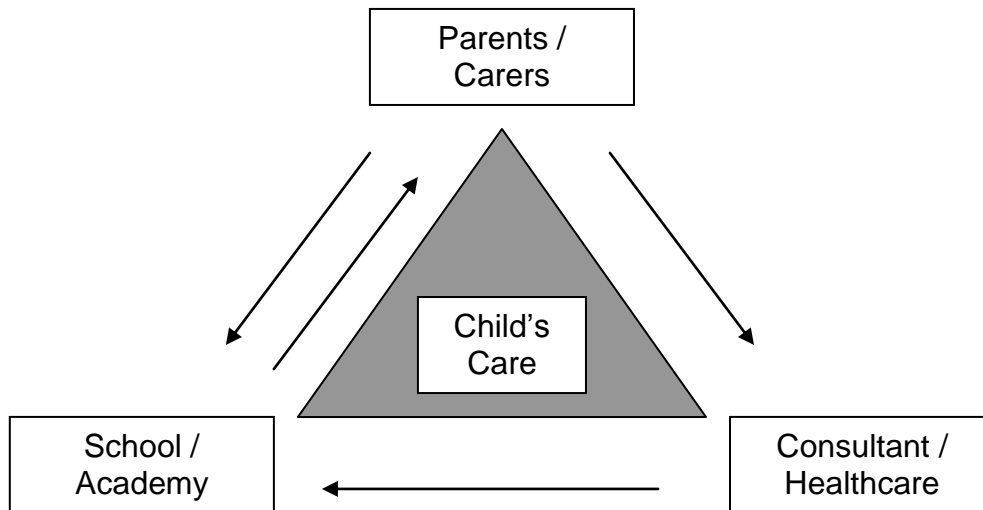 Parents /
Carers
Child’s
Care
School /
Academy
Consultant /
Healthcare